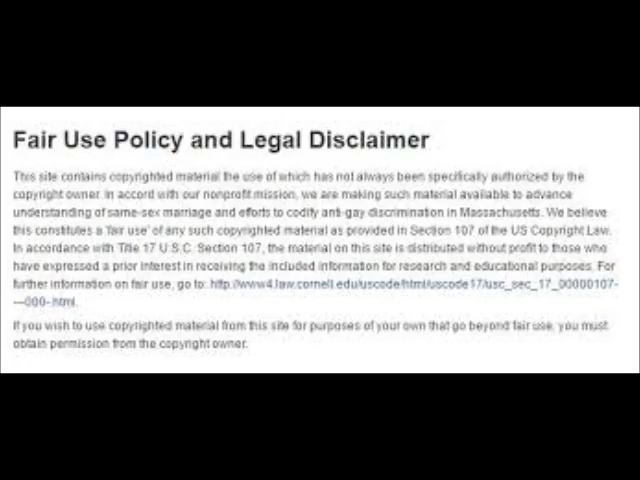 Fair Use Policy and Legal Disclaimer
This site contains copyrighted material the use of which has not always been specifically authorized by the
copyright owner. In accord with our nonprofit mission, we are making such material available to advance
understanding of same-sex marriage and efforts to codify anti-gay discrimination in Massachusetts. We believe
this constitutes a 'fair use' of any such copyrighted material as provided in Section 107 of the US Copyright Law.
In accordance with Title 17 U.S.C. Section 107, the material on this site is distributed without profit to those who
have expressed a prior interest in receiving the included information for research and educational purposes. For
further information on fair use, go to: http://www4.law.cornell.edu/uscode/html/uscode17/usc_sec_17_00000107-
---000-.html.
If you wish to use copyrighted material from this site for purposes of your own that go beyond fair use, you must
obtain permission from the copyright owner.